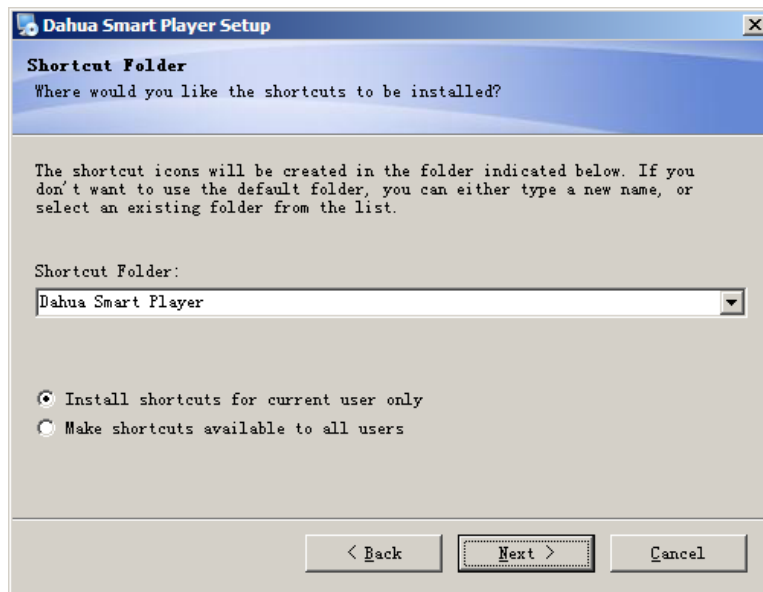 Dahua Smart Player Setup
Shortcut Folder
Where would you like the shortcuts to be installed?
The shortcut icons will be created in the folder indicated below. If you
don't want to use the default folder, you can either type a new name, or
select an existing folder from the list.
Shortcut Folder:
Dahua Smart Player
Install shortcuts for current user only
Make shortcuts available to all users
< Back Next > Cancel